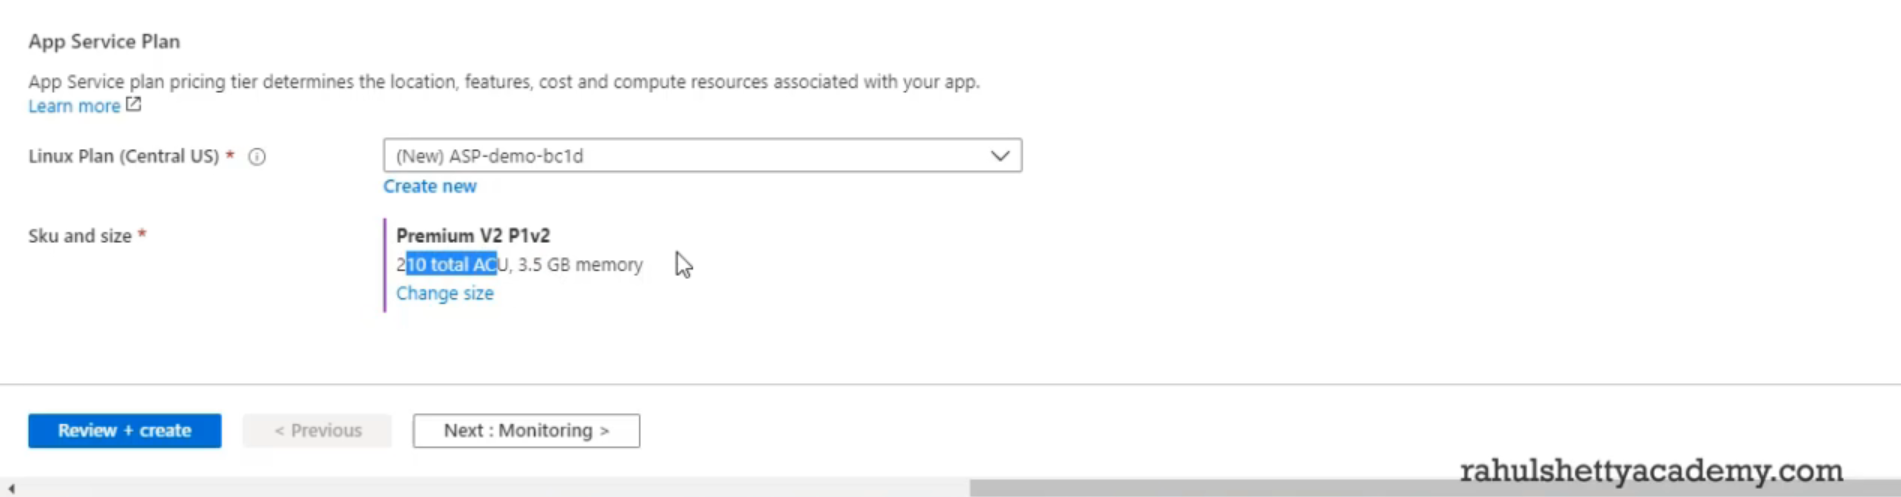 App Service Plan
App Service plan pricing tier determines the location, features, cost and compute resources associated with your app.
Learn more
Linux Plan (Central US) *
(New) ASP-demo-bc1d
Create new
Sku and size *
Premium V2 P1v2
210 total ACU, 3.5 GB memory
Change size
Review + create
< Previous
Next : Monitoring >
rahulshettyacademy.com